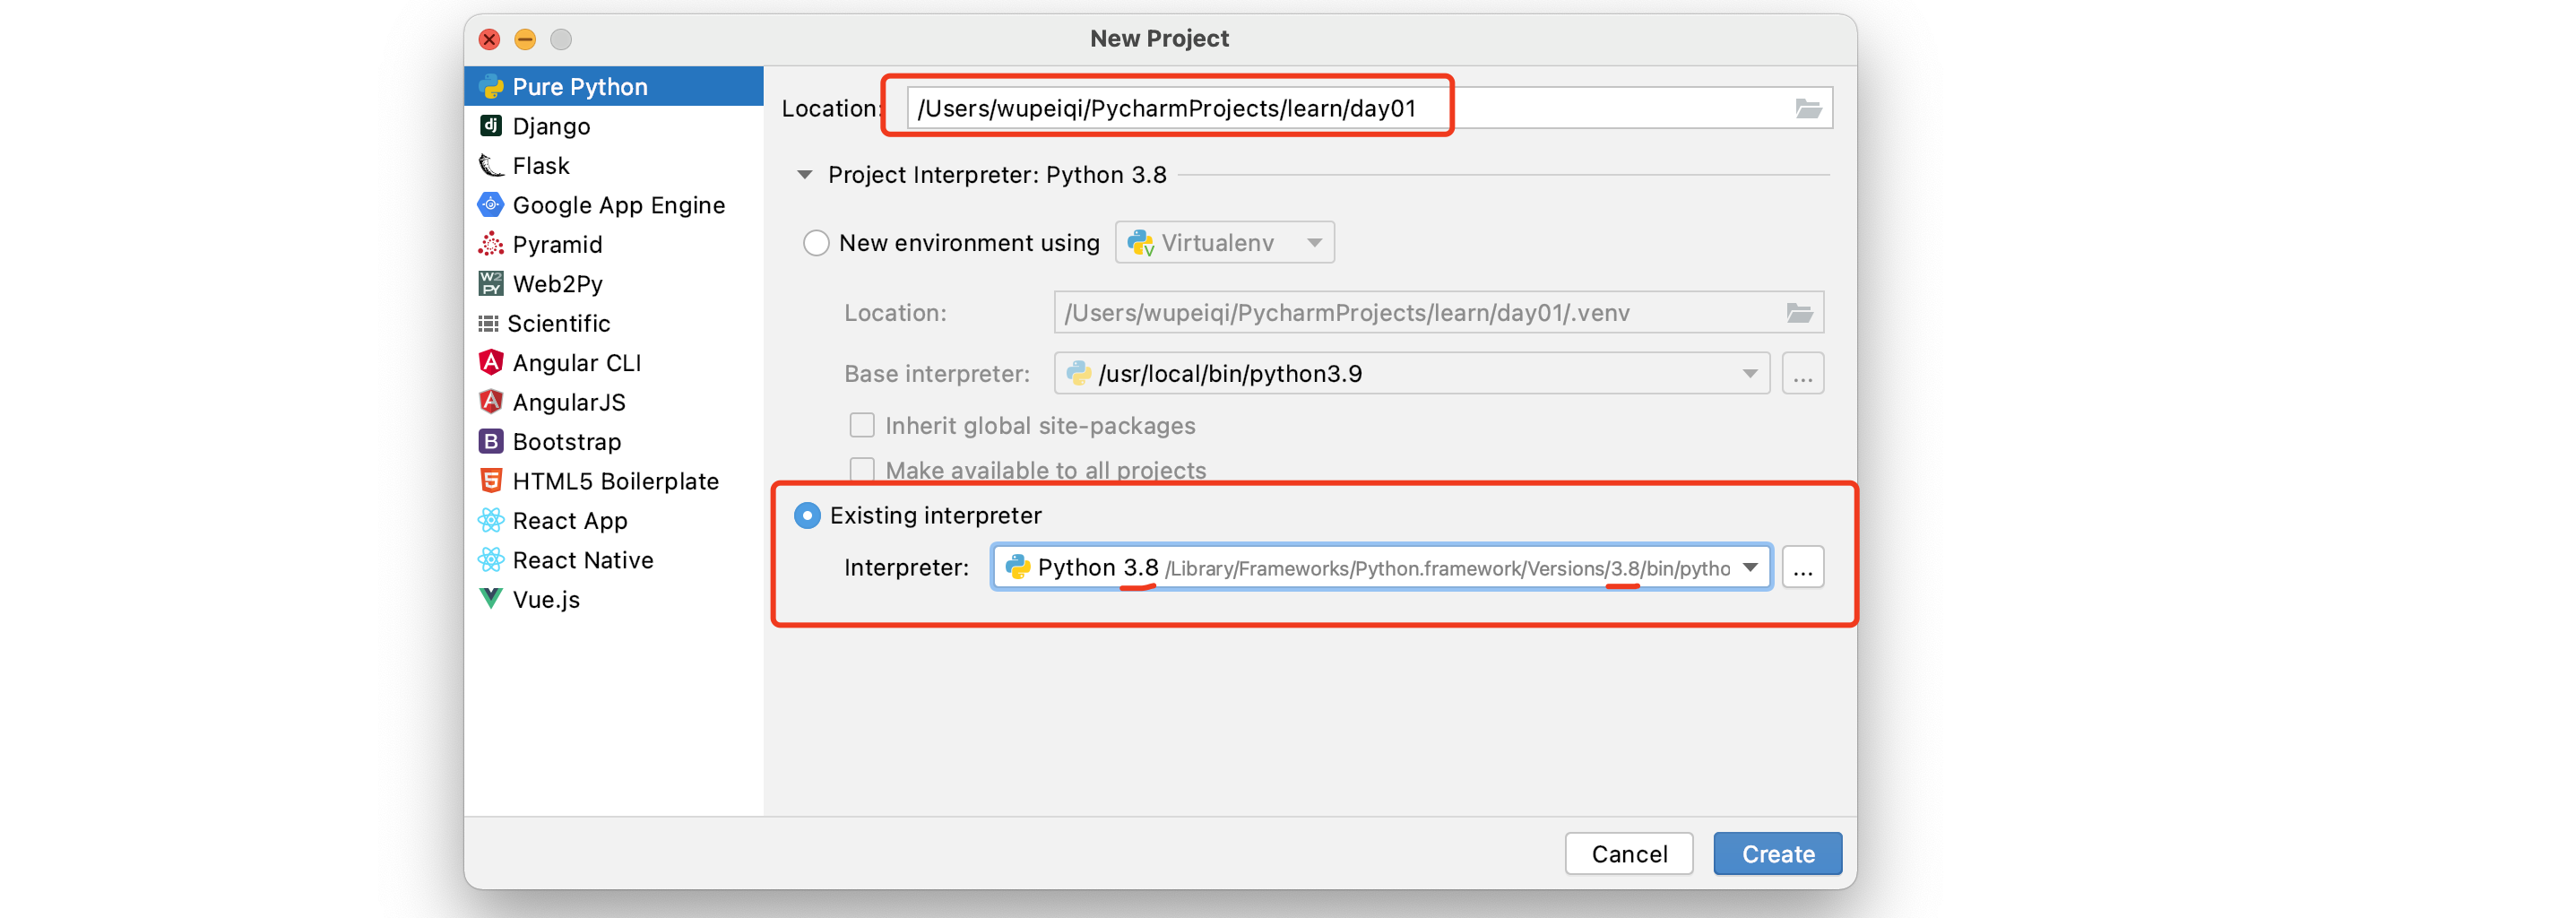 New Project
Pure Python
Django
Flask
Google App Engine
Pyramid
Web2Py
Scientific
Angular CLI
AngularJS
Bootstrap
HTML5 Boilerplate
React App
React Native
Vue.js
Location: /Users/wupeiqi/PycharmProjects/learn/day01
Project Interpreter: Python 3.8
New environment using Virtualenv
Location: /Users/wupeiqi/PycharmProjects/learn/day01/.venv
Base interpreter: /usr/local/bin/python3.9 ...
Inherit global site-packages
Make available to all projects
Existing interpreter
Interpreter: Python 3.8 /Library/Frameworks/Python.framework/Versions/3.8/bin/pytho ...
Cancel Create